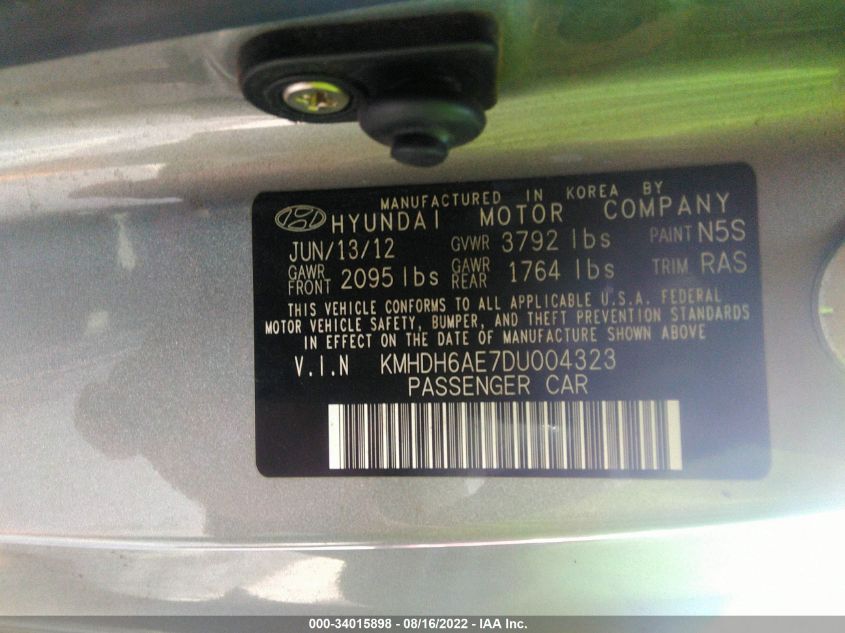 MANUFACTURED IN KOREA BY
HYUNDAI MOTOR COMPANY
JUN/13/12 GVWR 3792 lbs PAINT N5S
GAWR FRONT 2095 lbs GAWR REAR 1764 lbs TRIM RAS
THIS VEHICLE CONFORMS TO ALL APPLICABLE U.S.A. FEDERAL
MOTOR VEHICLE SAFETY, BUMPER, AND THEFT PREVENTION STANDARDS
IN EFFECT ON THE DATE OF MANUFACTURE SHOWN ABOVE
V.I.N KMHDH6AE7DU004323
PASSENGER CAR
000-34015898 - 08/16/2022 - IAA Inc.